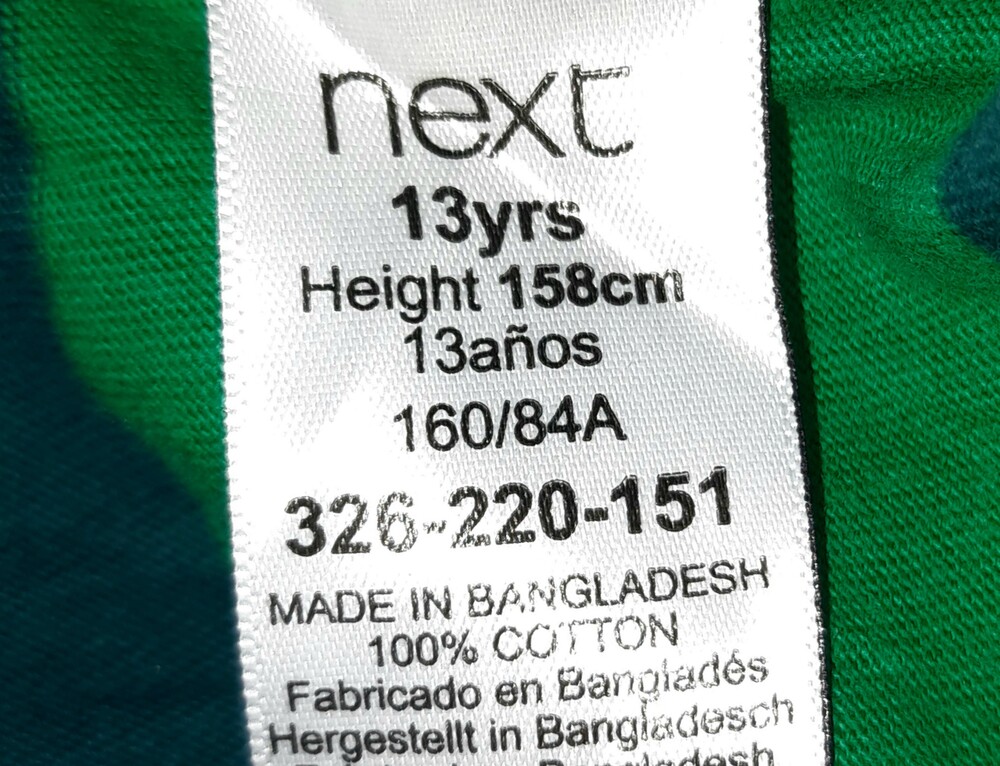 next
13yrs
Height 158cm
13años
160/84A
326-220-151
MADE IN BANGLADESH
100% COTTON
Fabricado en Bangladés
Hergestellt in Bangladesch
Bangladesh